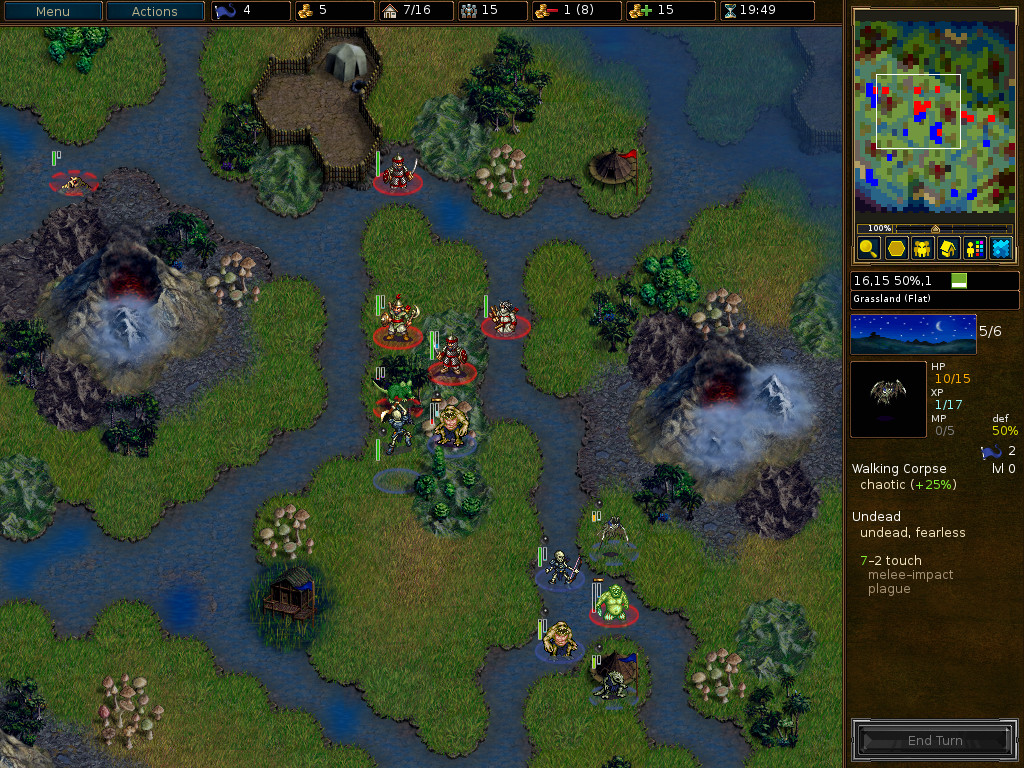 Menu Actions 4 5 7/16 15 1 (8) 15 19:49
100%
16,15 50%,1
Grassland (Flat)
5/6
HP
10/15
XP
1/17
MP def
0/5 50%
2
Walking Corpse lvl 0
chaotic (+25%)
Undead
undead, fearless
7–2 touch
melee–impact
plague
End Turn